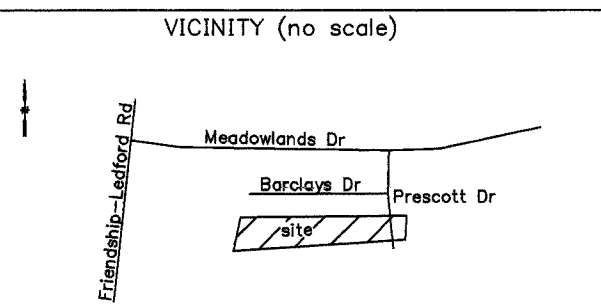 VICINITY (no scale)
Friendship-Ledford Rd
Meadowlands Dr
Barclays Dr
Prescott Dr
site